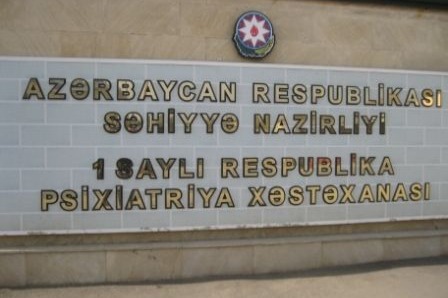 AZƏRBAYCAN RESPUBLİKASI
SƏHİYYƏ NAZİRLİYİ
1 SAYLI RESPUBLİKA
PSİXİATRİYA XƏSTƏXANASI